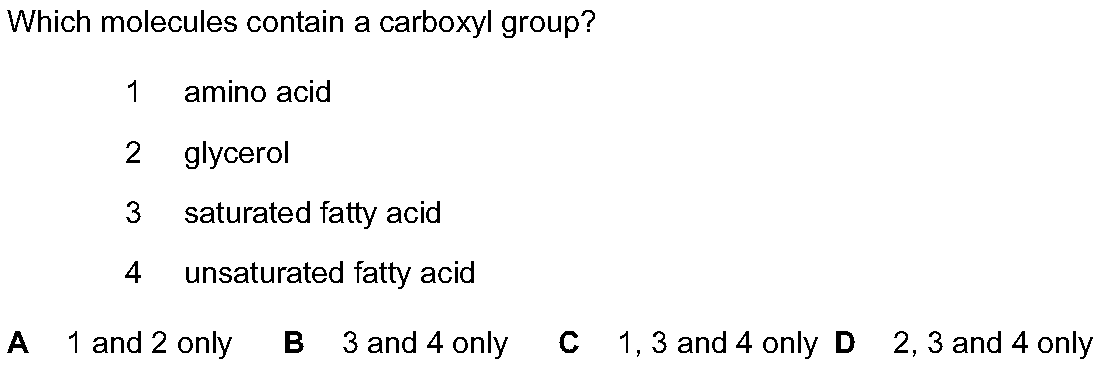 Which molecules contain a carboxyl group?
1 amino acid
2 glycerol
3 saturated fatty acid
4 unsaturated fatty acid
A 1 and 2 only B 3 and 4 only C 1, 3 and 4 only D 2, 3 and 4 only